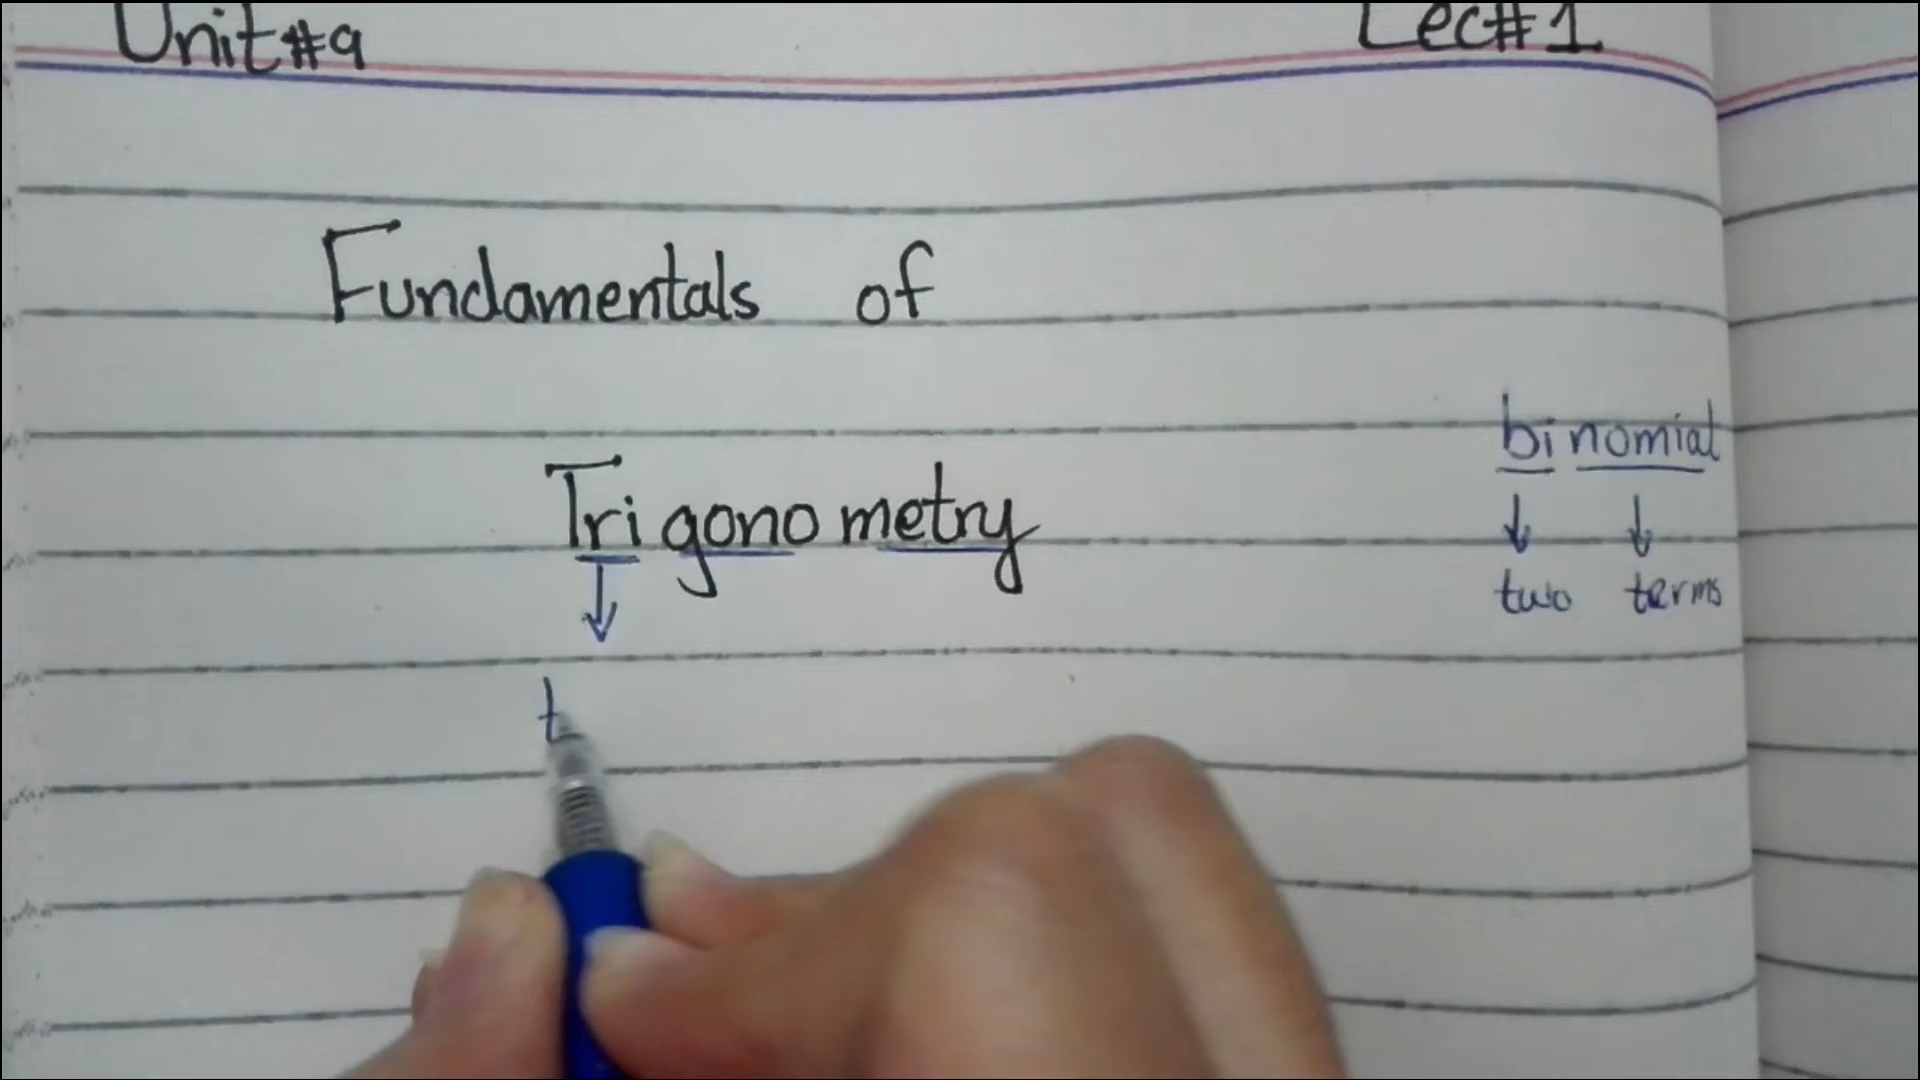 Unit#9 Lec#1
Fundamentals of
binomial
Trigonometry
two terms
t